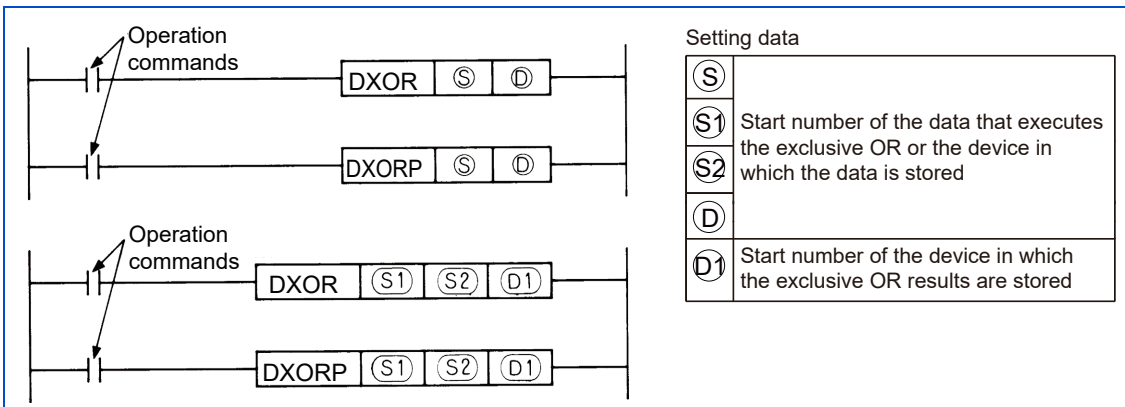 Operation
commands
DXOR Ⓢ Ⓓ
DXORP Ⓢ Ⓓ
Operation
commands
DXOR (S1) (S2) (D1)
DXORP (S1) (S2) (D1)
Setting data
Ⓢ
(S1)
(S2)
Ⓓ
Start number of the data that executes
the exclusive OR or the device in
which the data is stored
(D1)
Start number of the device in which
the exclusive OR results are stored